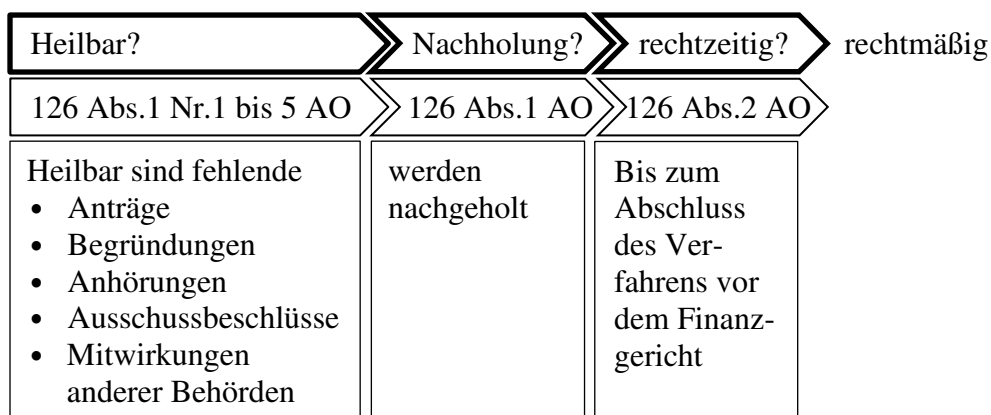 Heilbar? Nachholung? rechtzeitig? rechtmäßig
126 Abs.1 Nr.1 bis 5 AO 126 Abs.1 AO 126 Abs.2 AO
Heilbar sind fehlende
• Anträge
• Begründungen
• Anhörungen
• Ausschussbeschlüsse
• Mitwirkungen
anderer Behörden
werden
nachgeholt
Bis zum
Abschluss
des Ver-
fahrens vor
dem Finanz-
gericht